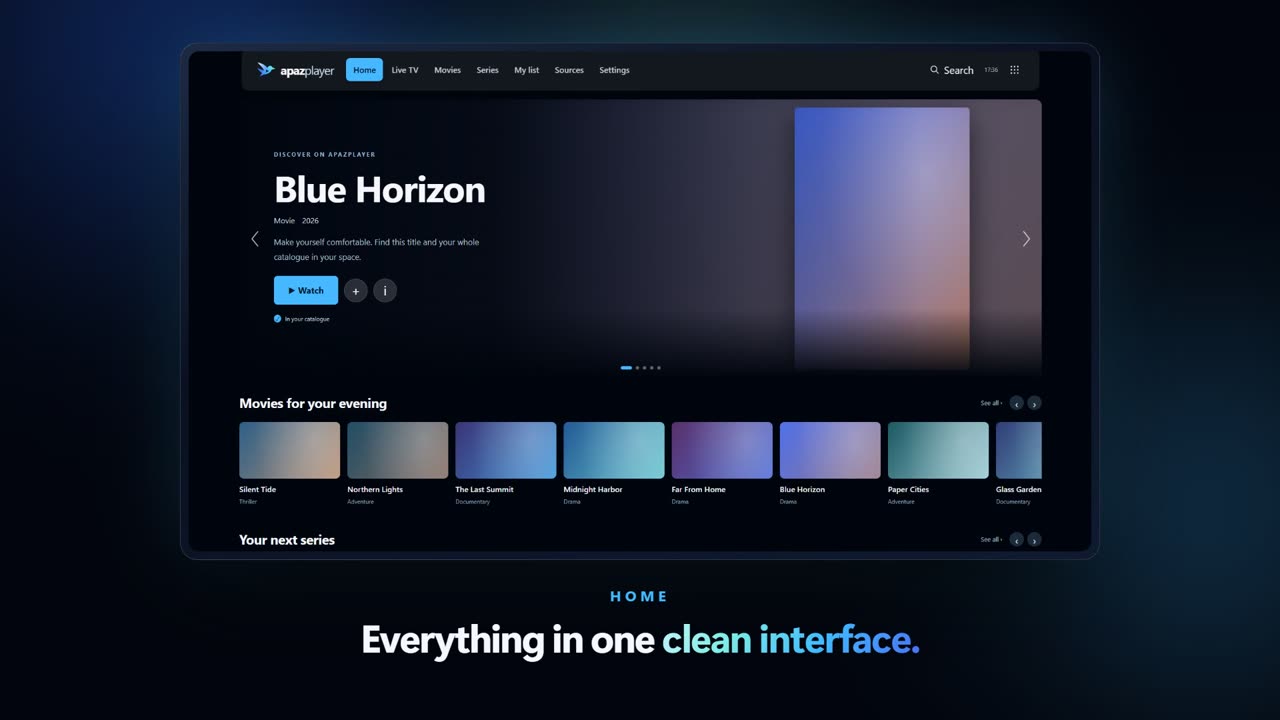 apazplayer
Home Live TV Movies Series My list Sources Settings
Search 17:36
DISCOVER ON APAZPLAYER
Blue Horizon
Movie 2026
Make yourself comfortable. Find this title and your whole
catalogue in your space.
Watch
In your catalogue
Movies for your evening
See all ›
Silent Tide
Thriller
Northern Lights
Adventure
The Last Summit
Documentary
Midnight Harbor
Drama
Far From Home
Drama
Blue Horizon
Drama
Paper Cities
Adventure
Glass Garden
Documentary
Your next series
See all ›
HOME
Everything in one clean interface.